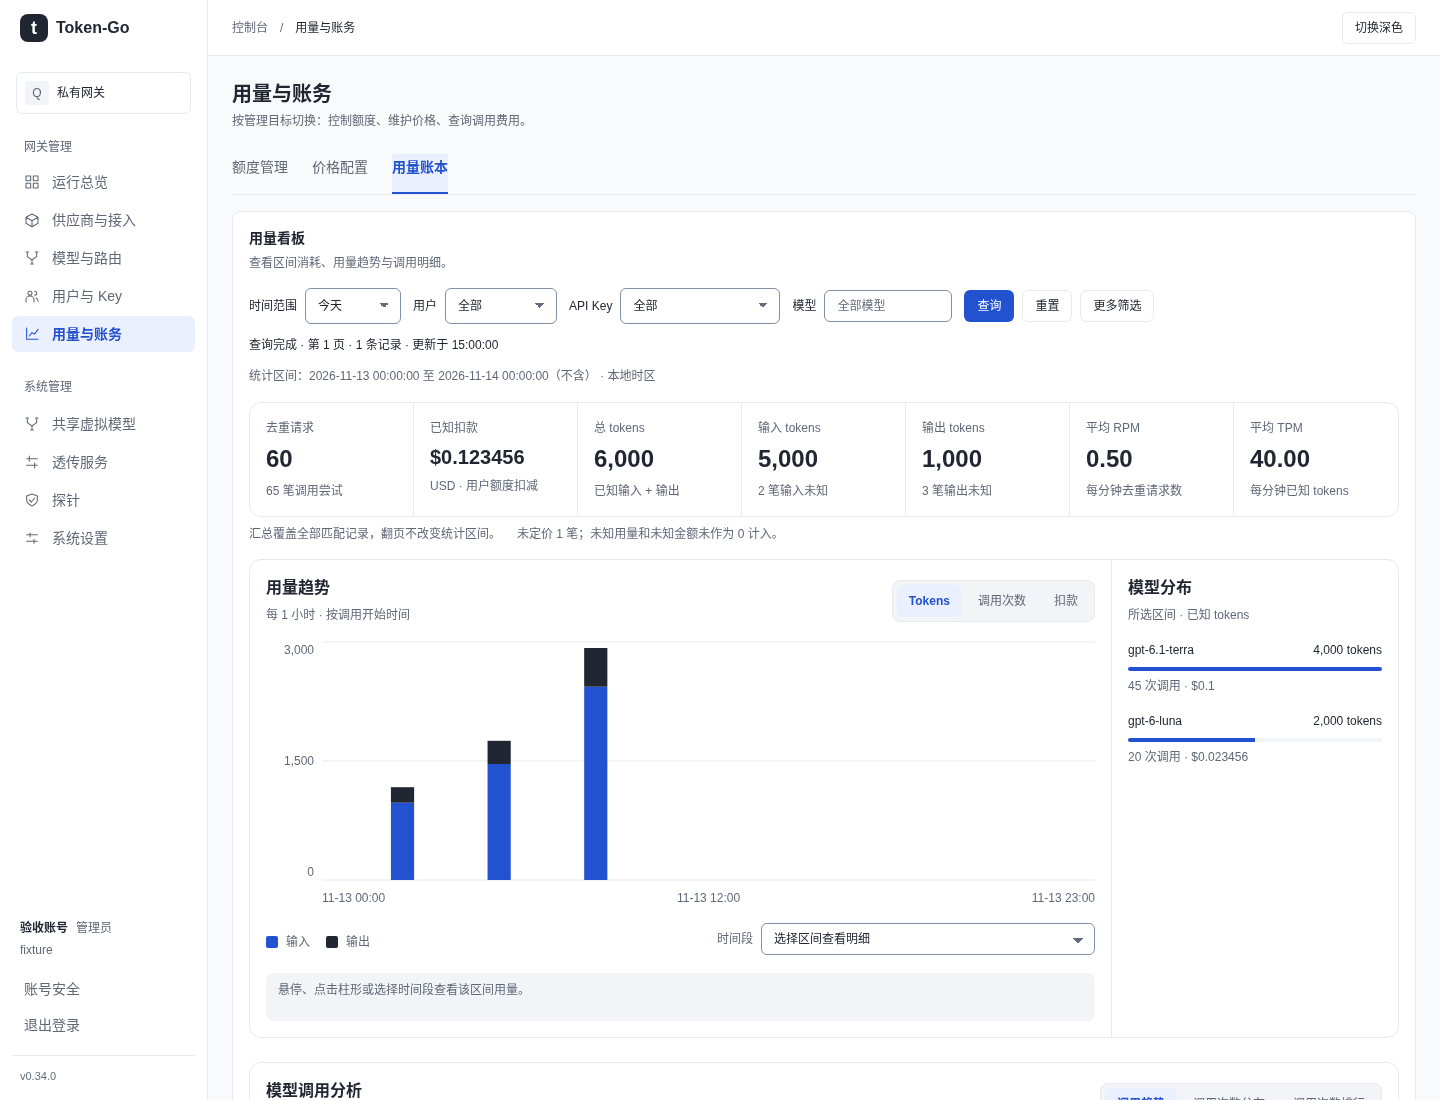 t Token-Go
Q 私有网关
网关管理
运行总览
供应商与接入
模型与路由
用户与 Key
用量与账务
系统管理
共享虚拟模型
透传服务
探针
系统设置
验收账号 管理员
fixture
账号安全
退出登录
v0.34.0
控制台 / 用量与账务
切换深色
用量与账务
按管理目标切换：控制额度、维护价格、查询调用费用。
额度管理 价格配置 用量账本
用量看板
查看区间消耗、用量趋势与调用明细。
时间范围 今天 用户 全部 API Key 全部 模型 全部模型 查询 重置 更多筛选
查询完成 · 第 1 页 · 1 条记录 · 更新于 15:00:00
统计区间：2026-11-13 00:00:00 至 2026-11-14 00:00:00（不含） · 本地时区
去重请求
60
65 笔调用尝试
已知扣款
$0.123456
USD · 用户额度扣减
总 tokens
6,000
已知输入 + 输出
输入 tokens
5,000
2 笔输入未知
输出 tokens
1,000
3 笔输出未知
平均 RPM
0.50
每分钟去重请求数
平均 TPM
40.00
每分钟已知 tokens
汇总覆盖全部匹配记录，翻页不改变统计区间。 未定价 1 笔；未知用量和未知金额未作为 0 计入。
用量趋势
每 1 小时 · 按调用开始时间
Tokens 调用次数 扣款
3,000
1,500
0
11-13 00:00 11-13 12:00 11-13 23:00
输入 输出
时间段 选择区间查看明细
悬停、点击柱形或选择时间段查看该区间用量。
模型分布
所选区间 · 已知 tokens
gpt-6.1-terra 4,000 tokens
45 次调用 · $0.1
gpt-6-luna 2,000 tokens
20 次调用 · $0.023456
模型调用分析
调用趋势 调用次数分布 调用次数排行